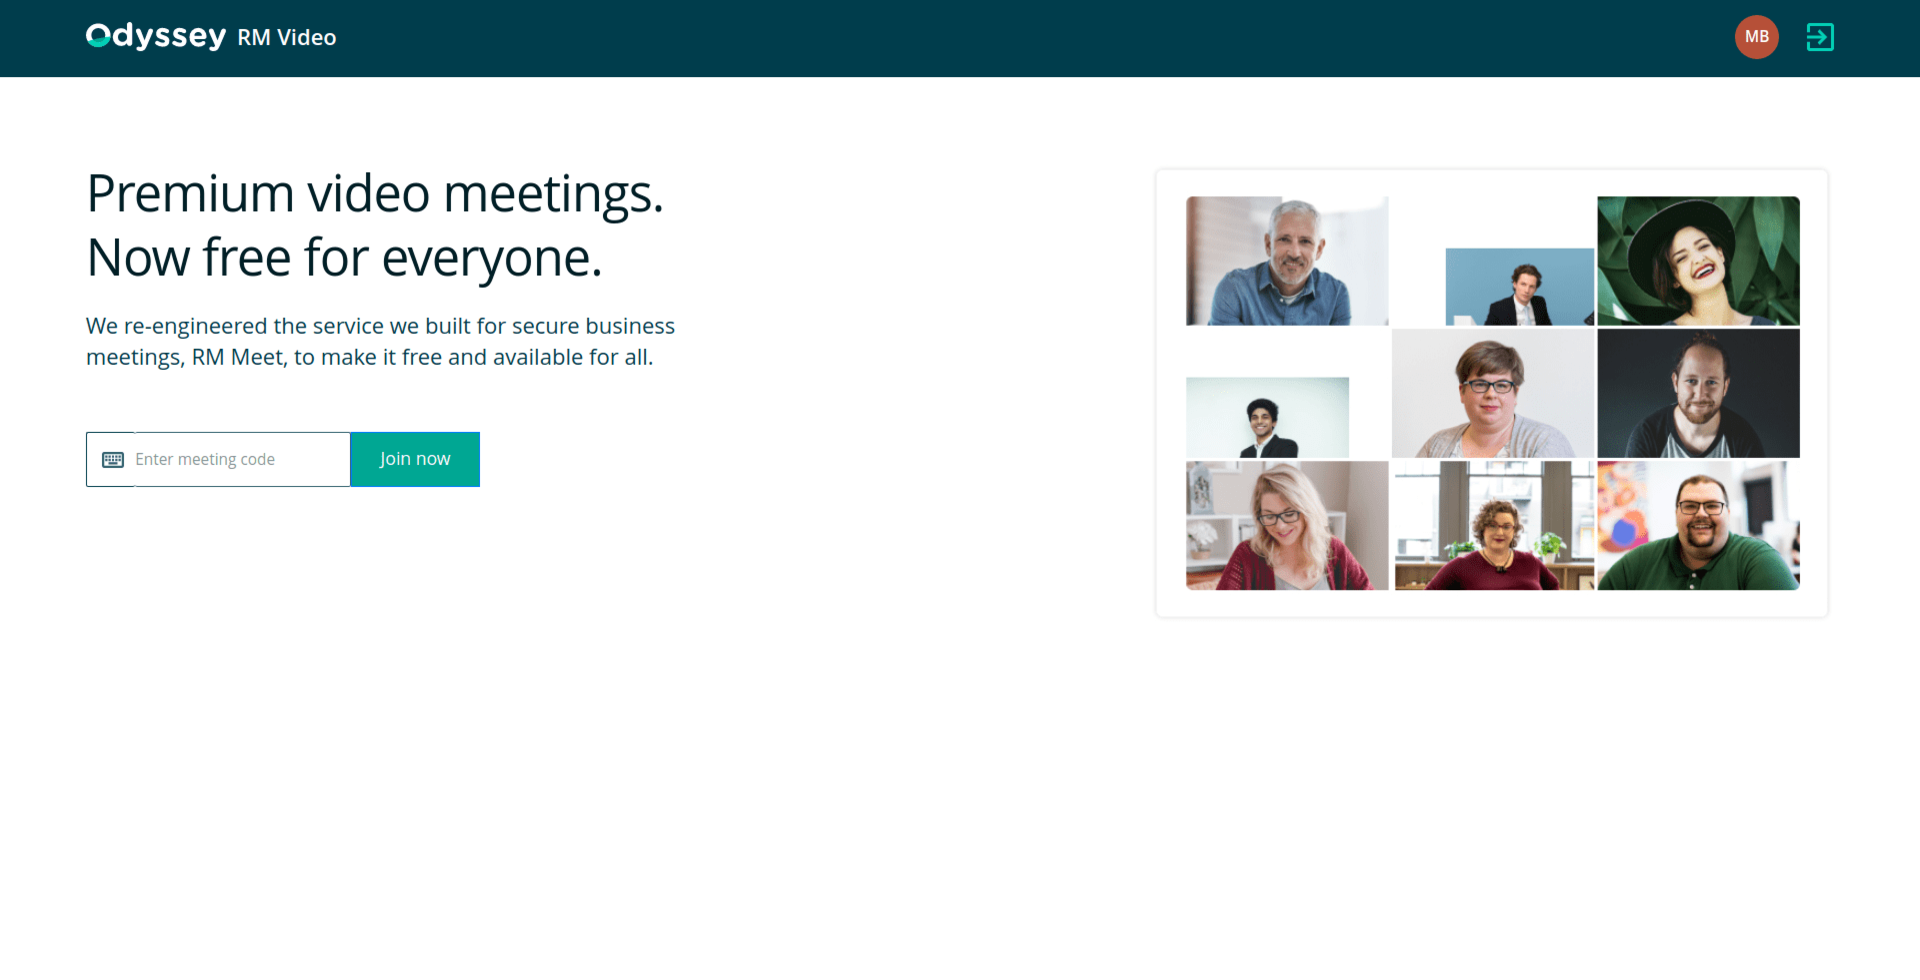 Odyssey RM Video
MB
Premium video meetings.
Now free for everyone.
We re-engineered the service we built for secure business
meetings, RM Meet, to make it free and available for all.
Enter meeting code
Join now